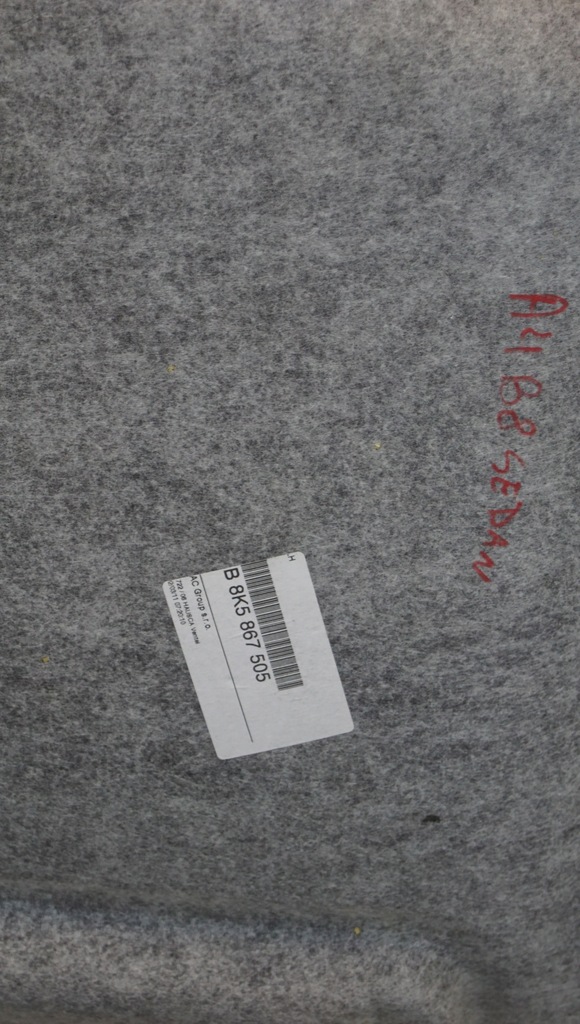 A4 B8 SEDAN
H
B 8K5 867 505
AC Group s.r.o.